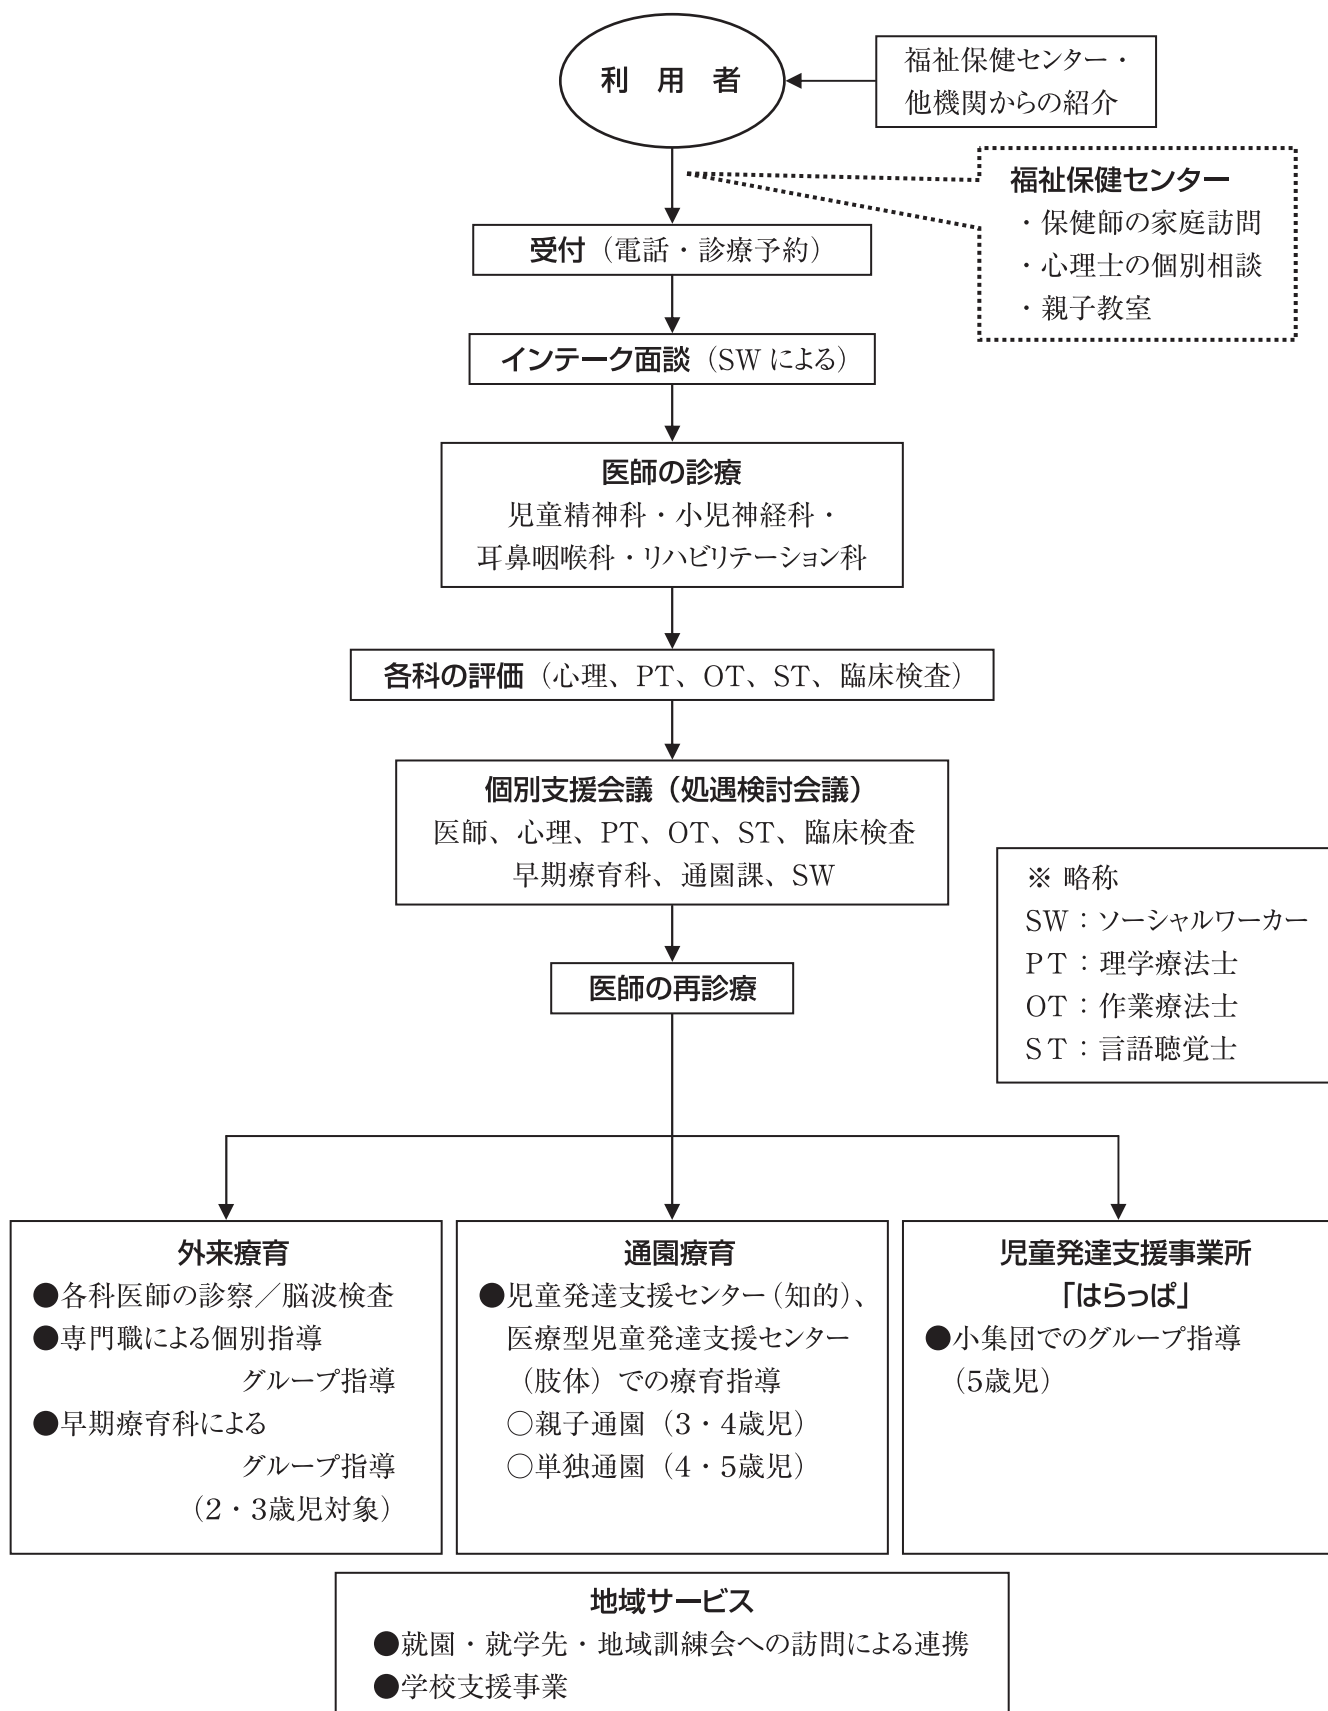 利 用 者
福祉保健センター・
他機関からの紹介
福祉保健センター
・保健師の家庭訪問
・心理士の個別相談
・親子教室
受付（電話・診療予約）
インテーク面談（SW による）
医師の診療
児童精神科・小児神経科・
耳鼻咽喉科・リハビリテーション科
各科の評価（心理、PT、OT、ST、臨床検査）
個別支援会議（処遇検討会議）
医師、心理、PT、OT、ST、臨床検査
早期療育科、通園課、SW
医師の再診療
※ 略称
SW：ソーシャルワーカー
PT：理学療法士
OT：作業療法士
ST：言語聴覚士
外来療育
●各科医師の診察／脳波検査
●専門職による個別指導
グループ指導
●早期療育科による
グループ指導
（2・3歳児対象）
通園療育
●児童発達支援センター（知的）、
医療型児童発達支援センター
（肢体）での療育指導
○親子通園（3・4歳児）
○単独通園（4・5歳児）
児童発達支援事業所
「はらっぱ」
●小集団でのグループ指導
（5歳児）
地域サービス
●就園・就学先・地域訓練会への訪問による連携
●学校支援事業